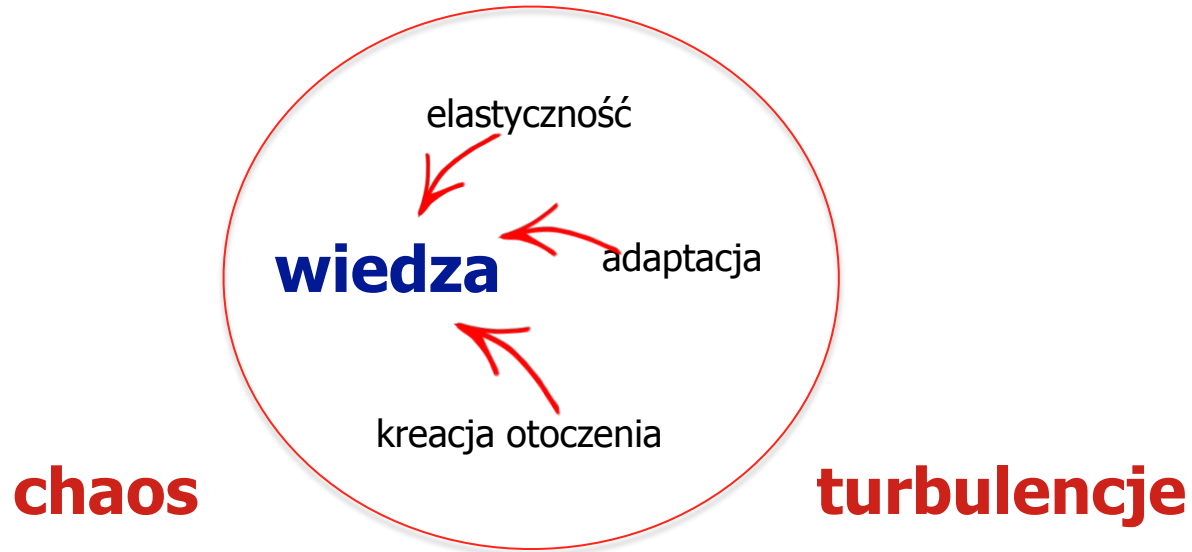 elastyczność
adaptacja
wiedza
kreacja otoczenia
chaos
turbulencje